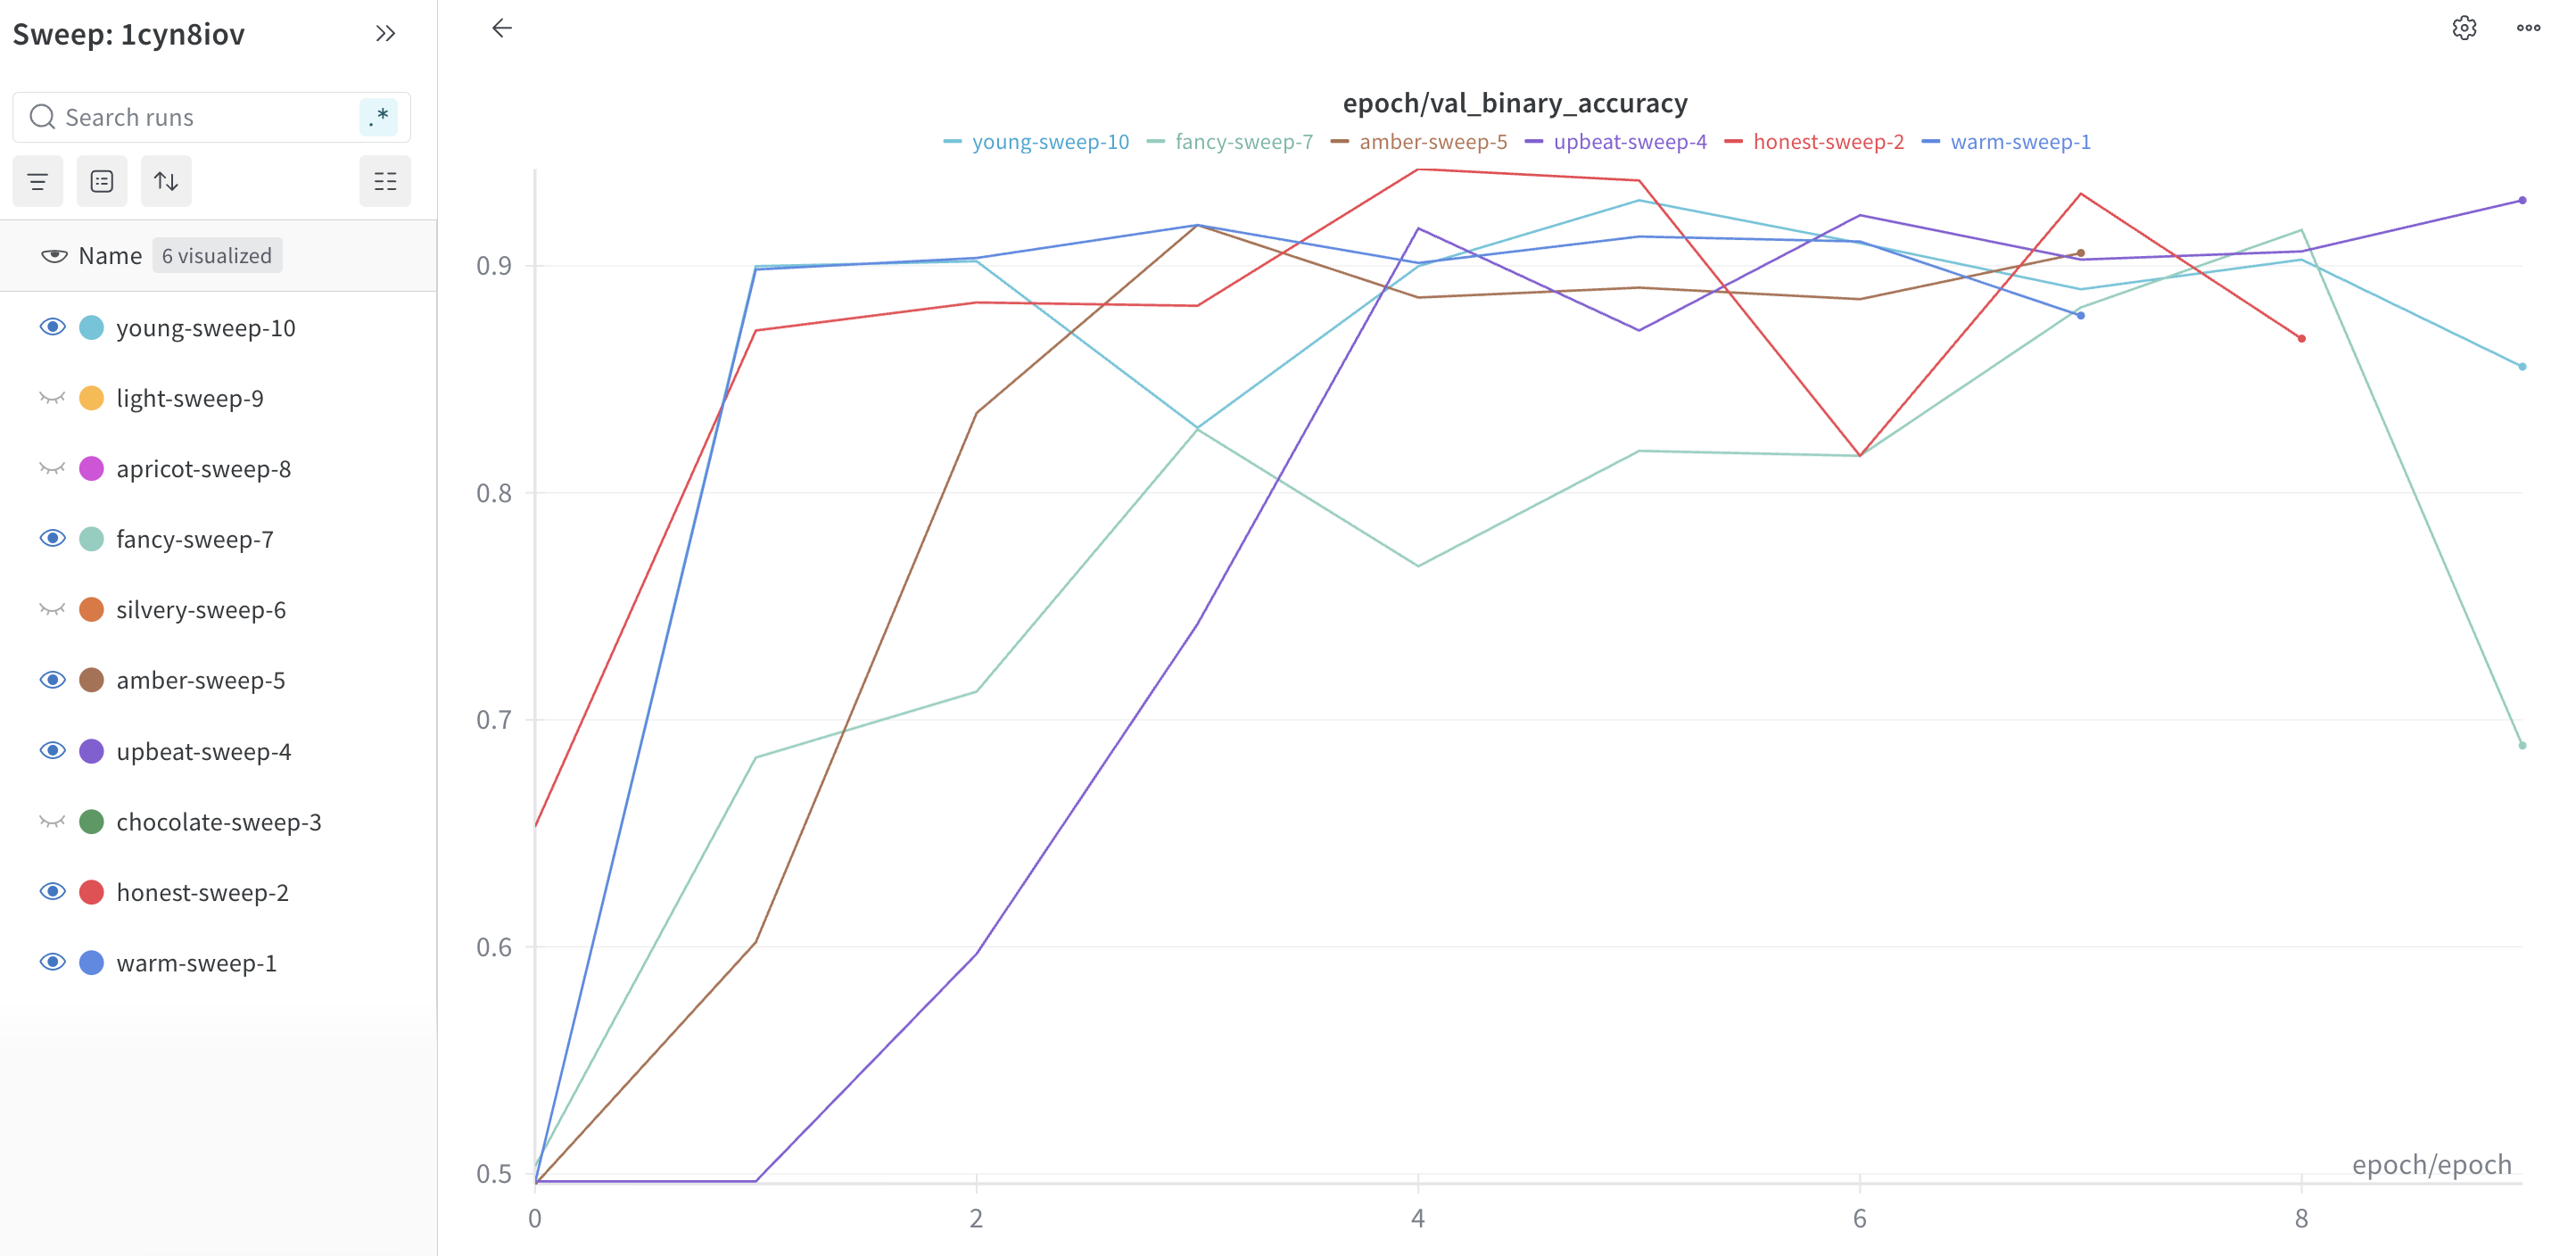 Sweep: 1cyn8iov
Search runs
.*
Name 6 visualized
young-sweep-10
light-sweep-9
apricot-sweep-8
fancy-sweep-7
silvery-sweep-6
amber-sweep-5
upbeat-sweep-4
chocolate-sweep-3
honest-sweep-2
warm-sweep-1
epoch/val_binary_accuracy
young-sweep-10 fancy-sweep-7 amber-sweep-5 upbeat-sweep-4 honest-sweep-2 warm-sweep-1
0.9
0.8
0.7
0.6
0.5
epoch/epoch
0 2 4 6 8